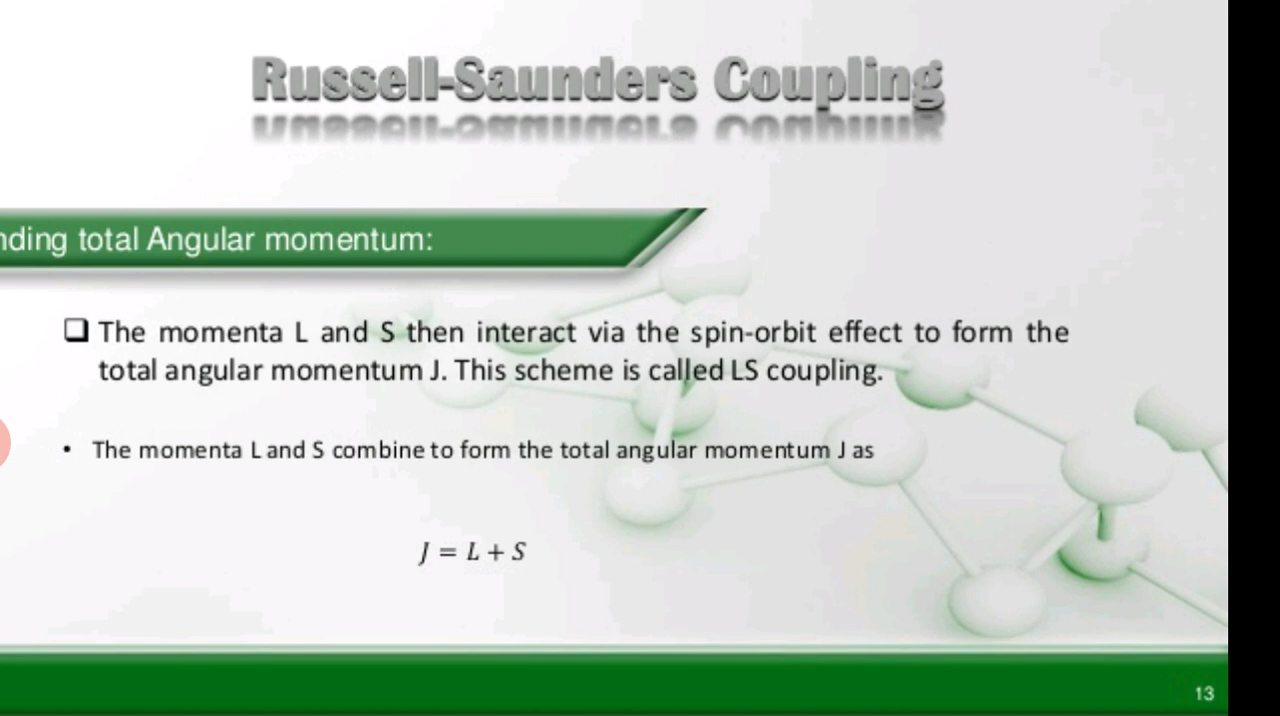 Russell-Saunders Coupling
nding total Angular momentum:
❑ The momenta L and S then interact via the spin-orbit effect to form the
total angular momentum J. This scheme is called LS coupling.
• The momenta L and S combine to form the total angular momentum J as
J = L + S
13